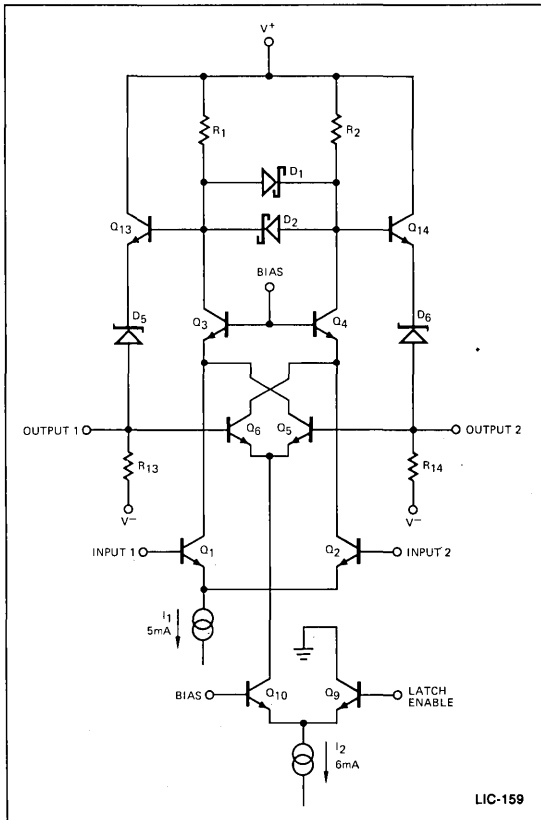 V+
R1
R2
D1
D2
Q13
Q14
BIAS
D5
D6
Q3
Q4
OUTPUT 1
Q6
Q5
OUTPUT 2
R13
R14
V−
V−
INPUT 1
Q1
Q2
INPUT 2
I1
5mA
BIAS
Q10
Q9
LATCH
ENABLE
I2
6mA
LIC-159